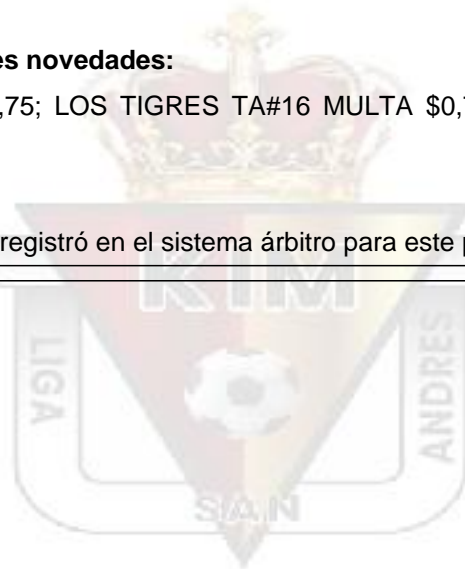 es novedades:
,75; LOS TIGRES TA#16 MULTA $0,
registró en el sistema árbitro para este
KIM
LIGA
ANDRES
SAN